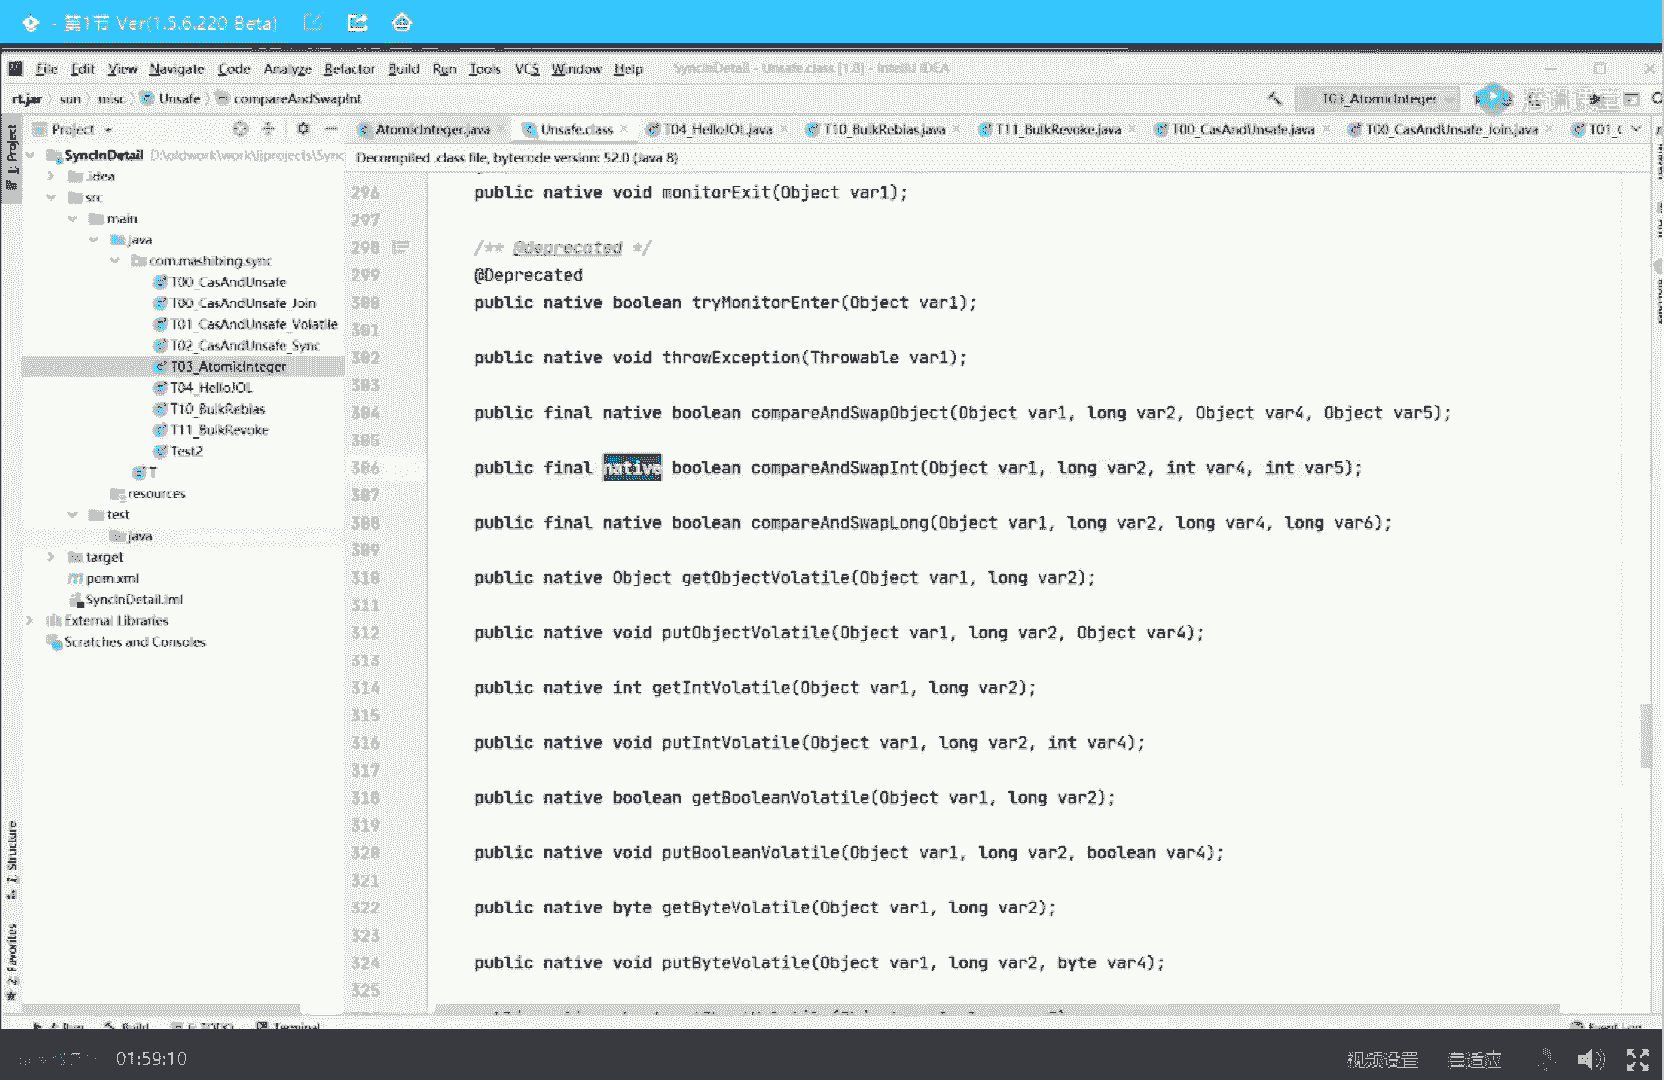 - 第1节 Ver(1.5.6.220 Beta)
File Edit View Navigate Code Analyze Refactor Build Run Tools VCS Window Help SyncInDetail - Unsafe.class [1.8] - IntelliJ IDEA
rt.jar sun misc Unsafe compareAndSwapInt T03_AtomicInteger
1: Project
Project
AtomicInteger.java Unsafe.class T04_HelloJOL.java T10_BulkRebias.java T11_BulkRevoke.java T00_CasAndUnsafe.java T00_CasAndUnsafe_Join.java T01_C
SyncInDetail D:\oldwork\work\ijprojects\Sync
Decompiled .class file, bytecode version: 52.0 (Java 8)
.idea
src
main
java
com.mashibing.sync
T00_CasAndUnsafe
T00_CasAndUnsafe_Join
T01_CasAndUnsafe_Volatile
T02_CasAndUnsafe_Sync
T03_AtomicInteger
T04_HelloJOL
T10_BulkRebias
T11_BulkRevoke
Test2
T
resources
test
java
target
pom.xml
SyncInDetail.iml
External Libraries
Scratches and Consoles
296 public native void monitorExit(Object var1);
297
298 /** @deprecated */
299 @Deprecated
300 public native boolean tryMonitorEnter(Object var1);
301
302 public native void throwException(Throwable var1);
303
304 public final native boolean compareAndSwapObject(Object var1, long var2, Object var4, Object var5);
305
306 public final native boolean compareAndSwapInt(Object var1, long var2, int var4, int var5);
307
308 public final native boolean compareAndSwapLong(Object var1, long var2, long var4, long var6);
309
310 public native Object getObjectVolatile(Object var1, long var2);
311
312 public native void putObjectVolatile(Object var1, long var2, Object var4);
313
314 public native int getIntVolatile(Object var1, long var2);
315
316 public native void putIntVolatile(Object var1, long var2, int var4);
317
318 public native boolean getBooleanVolatile(Object var1, long var2);
319
320 public native void putBooleanVolatile(Object var1, long var2, boolean var4);
321
322 public native byte getByteVolatile(Object var1, long var2);
323
324 public native void putByteVolatile(Object var1, long var2, byte var4);
325
Z: Structure
2: Favorites
Build Terminal Event Log
01:59:10 视频设置 自适应